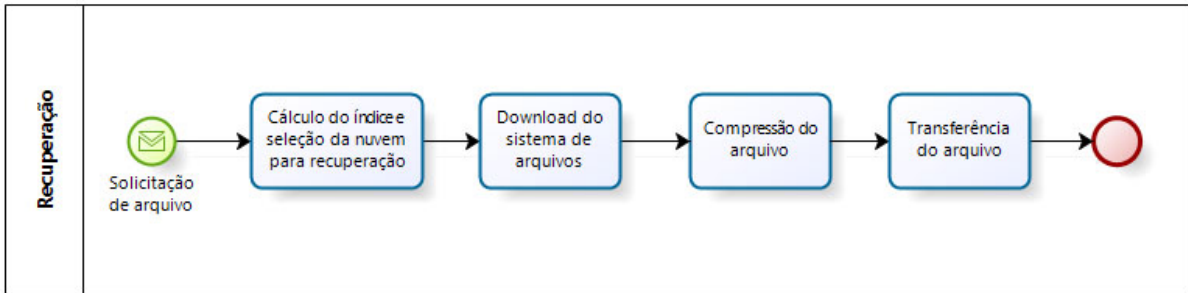 Recuperação
Solicitação
de arquivo
Cálculo do índice e
seleção da nuvem
para recuperação
Download do
sistema de
arquivos
Compressão do
arquivo
Transferência
do arquivo